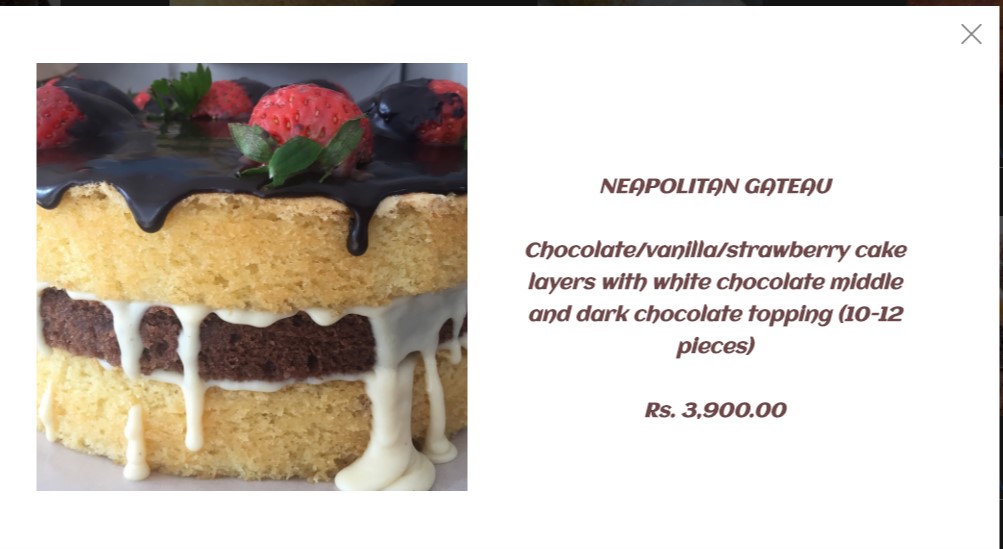 NEAPOLITAN GATEAU
Chocolate/vanilla/strawberry cake
layers with white chocolate middle
and dark chocolate topping (10-12
pieces)
Rs. 3,900.00